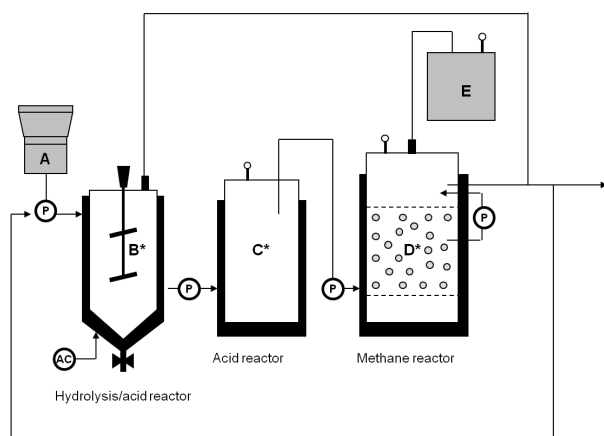 E
A
P
P
B*
C*
D*
P
P
AC
Acid reactor
Methane reactor
Hydrolysis/acid reactor